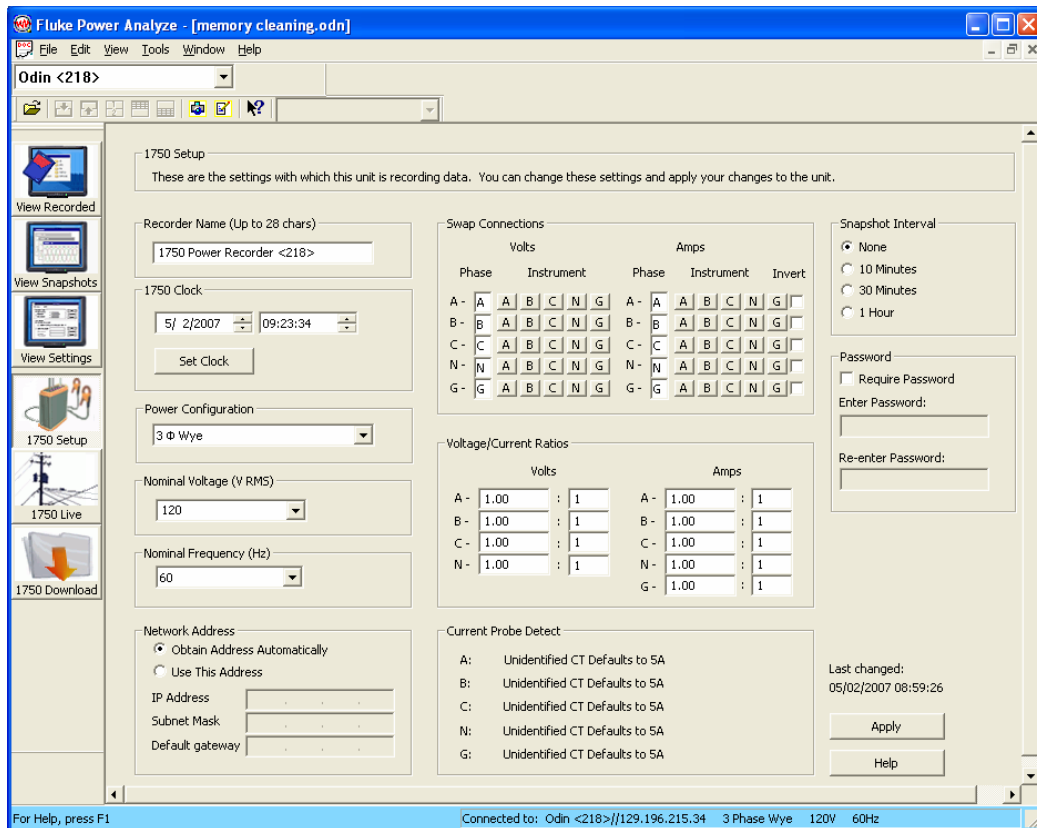 Fluke Power Analyze - [memory cleaning.odn]
File Edit View Tools Window Help
Odin <218>
View Recorded
View Snapshots
View Settings
1750 Setup
1750 Live
1750 Download
1750 Setup
These are the settings with which this unit is recording data. You can change these settings and apply your changes to the unit.
Recorder Name (Up to 28 chars)
1750 Power Recorder <218>
1750 Clock
5/ 2/2007 09:23:34
Set Clock
Power Configuration
3 Φ Wye
Nominal Voltage (V RMS)
120
Nominal Frequency (Hz)
60
Network Address
Obtain Address Automatically
Use This Address
IP Address . . .
Subnet Mask . . .
Default gateway . . .
Swap Connections
Volts Amps
Phase Instrument Phase Instrument Invert
A - A A B C N G A - A A B C N G
B - B A B C N G B - B A B C N G
C - C A B C N G C - C A B C N G
N - N A B C N G N - N A B C N G
G - G A B C N G G - G A B C N G
Voltage/Current Ratios
Volts Amps
A - 1.00 : 1 A - 1.00 : 1
B - 1.00 : 1 B - 1.00 : 1
C - 1.00 : 1 C - 1.00 : 1
N - 1.00 : 1 N - 1.00 : 1
G - 1.00 : 1
Current Probe Detect
A: Unidentified CT Defaults to 5A
B: Unidentified CT Defaults to 5A
C: Unidentified CT Defaults to 5A
N: Unidentified CT Defaults to 5A
G: Unidentified CT Defaults to 5A
Snapshot Interval
None
10 Minutes
30 Minutes
1 Hour
Password
Require Password
Enter Password:
Re-enter Password:
Last changed:
05/02/2007 08:59:26
Apply
Help
For Help, press F1
Connected to: Odin <218>//129.196.215.34 3 Phase Wye 120V 60Hz